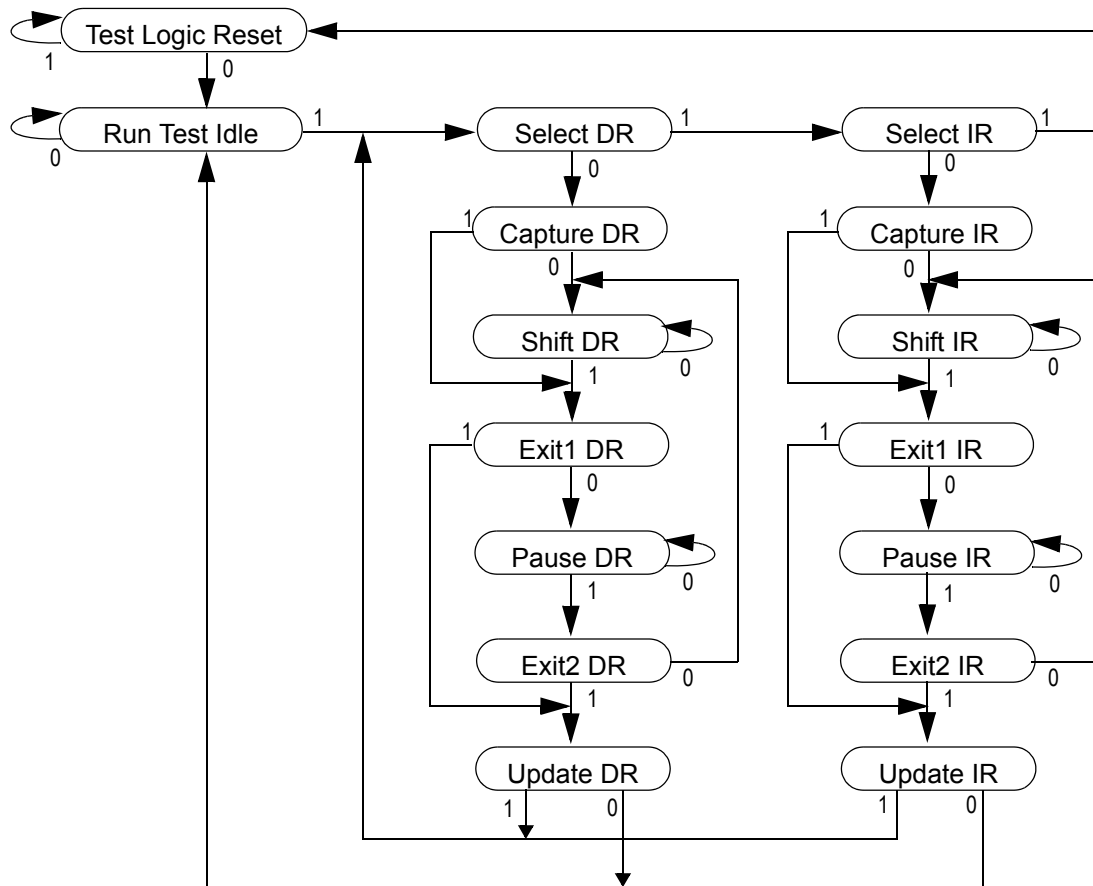 Test Logic Reset
1
0
Run Test Idle
1
0
Select DR
1
0
Select IR
1
0
1
Capture DR
0
1
Capture IR
0
Shift DR
0
1
Shift IR
0
1
1
Exit1 DR
0
1
Exit1 IR
0
Pause DR
0
1
Pause IR
0
1
Exit2 DR
0
1
Exit2 IR
0
1
Update DR
1
0
Update IR
1
0